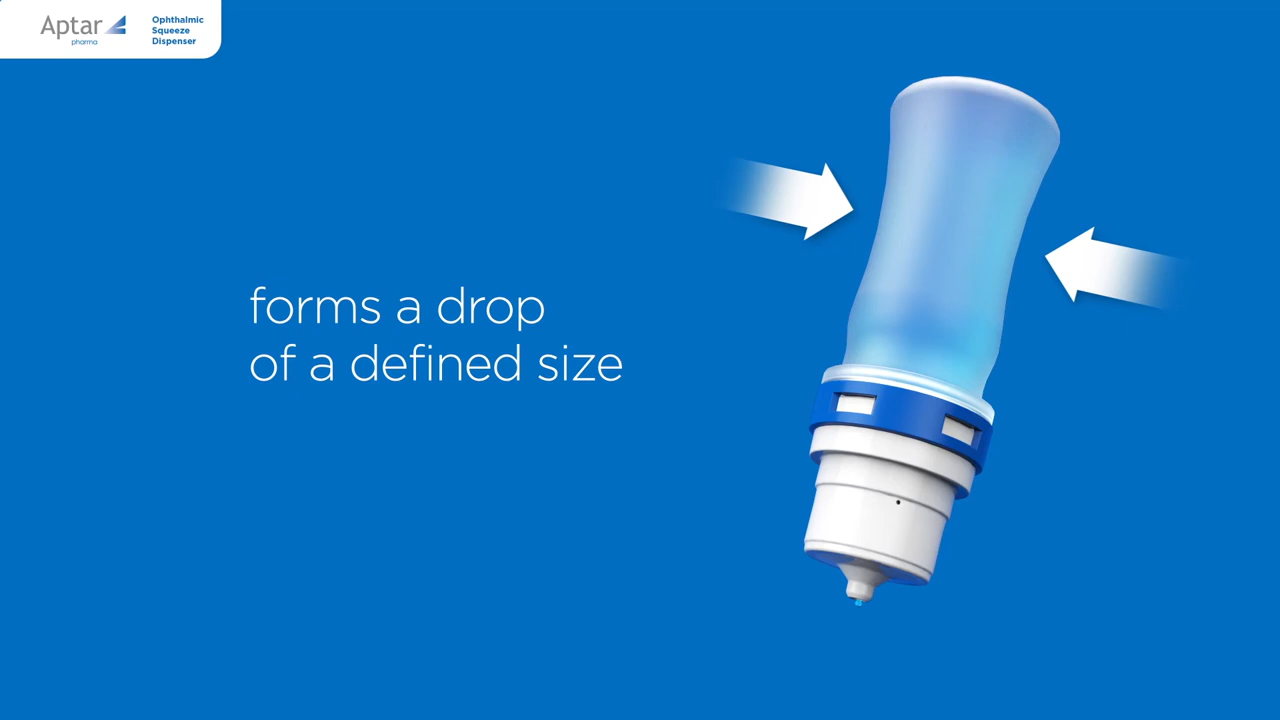 Aptar
pharma
Ophthalmic
Squeeze
Dispenser
forms a drop
of a defined size